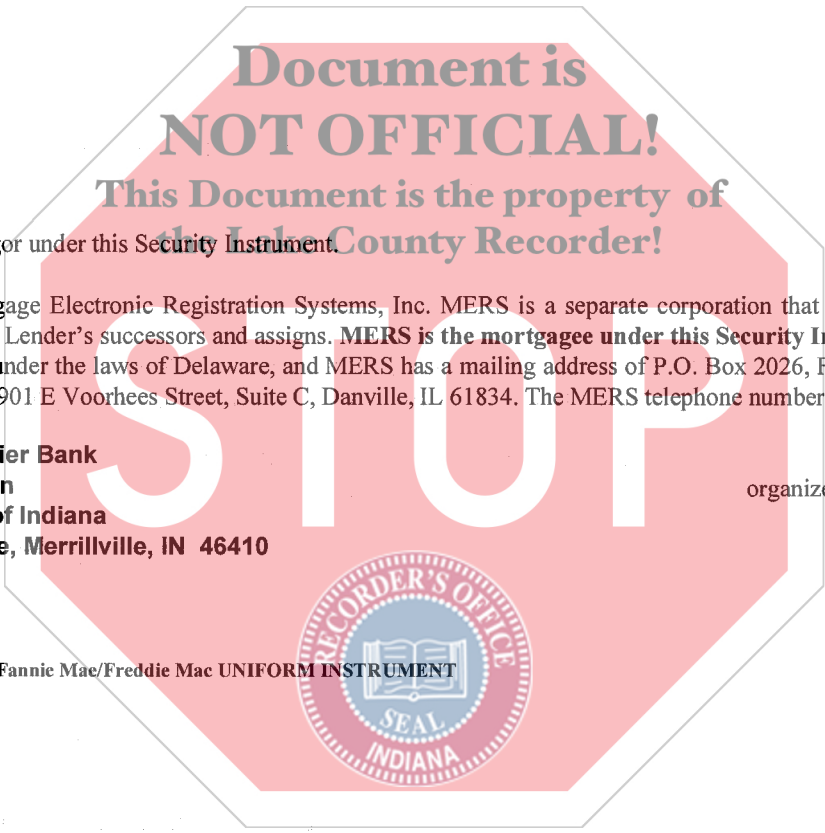 Document is
NOT OFFICIAL!
This Document is the property of
the Lake County Recorder!
or under this Security Instrument.
gage Electronic Registration Systems, Inc. MERS is a separate corporation that
Lender's successors and assigns. MERS is the mortgagee under this Security In
under the laws of Delaware, and MERS has a mailing address of P.O. Box 2026, F
901 E Voorhees Street, Suite C, Danville, IL 61834. The MERS telephone number
STOP
ier Bank
n
organize
of Indiana
e, Merrillville, IN 46410
RECORDER'S OFFICE
SEAL
INDIANA
Fannie Mae/Freddie Mac UNIFORM INSTRUMENT